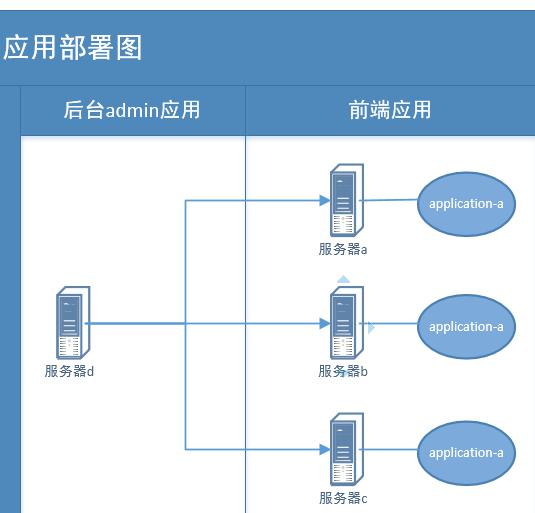 应用部署图
后台admin应用
前端应用
application-a
服务器a
application-a
服务器d
服务器b
application-a
服务器c